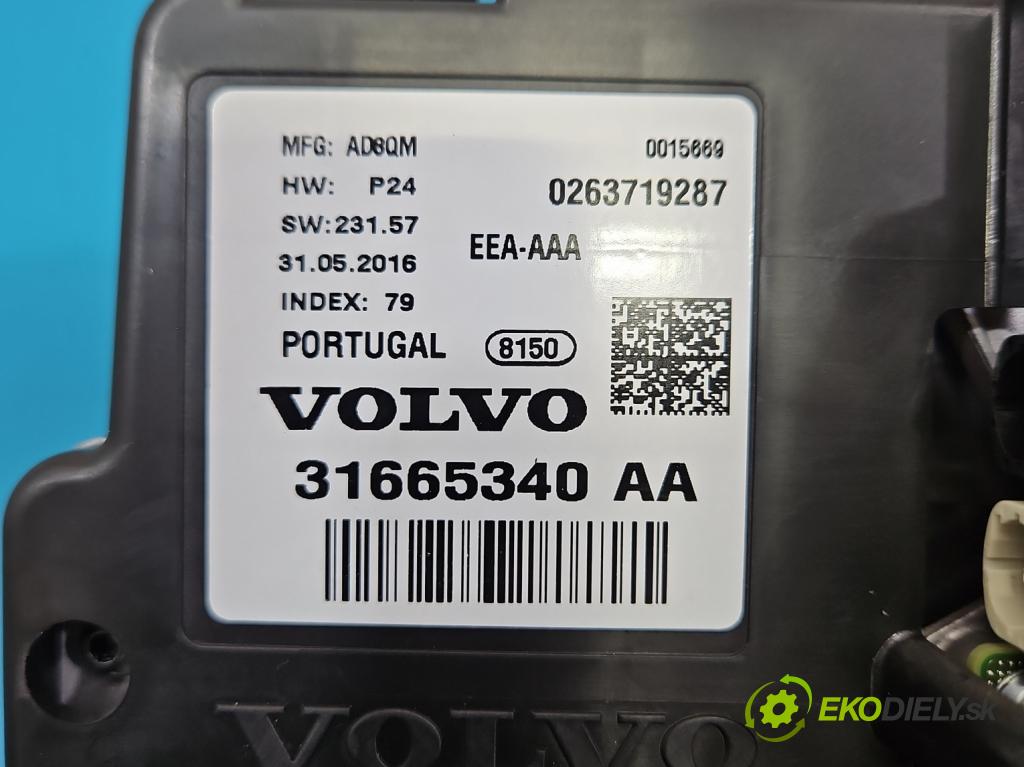 MFG: AD8QM 0015669
HW: P24 0263719287
SW:231.57
EEA-AAA
31.05.2016
INDEX: 79
PORTUGAL 8150
VOLVO
31665340 AA
VOLVO
EKODIELY.sk